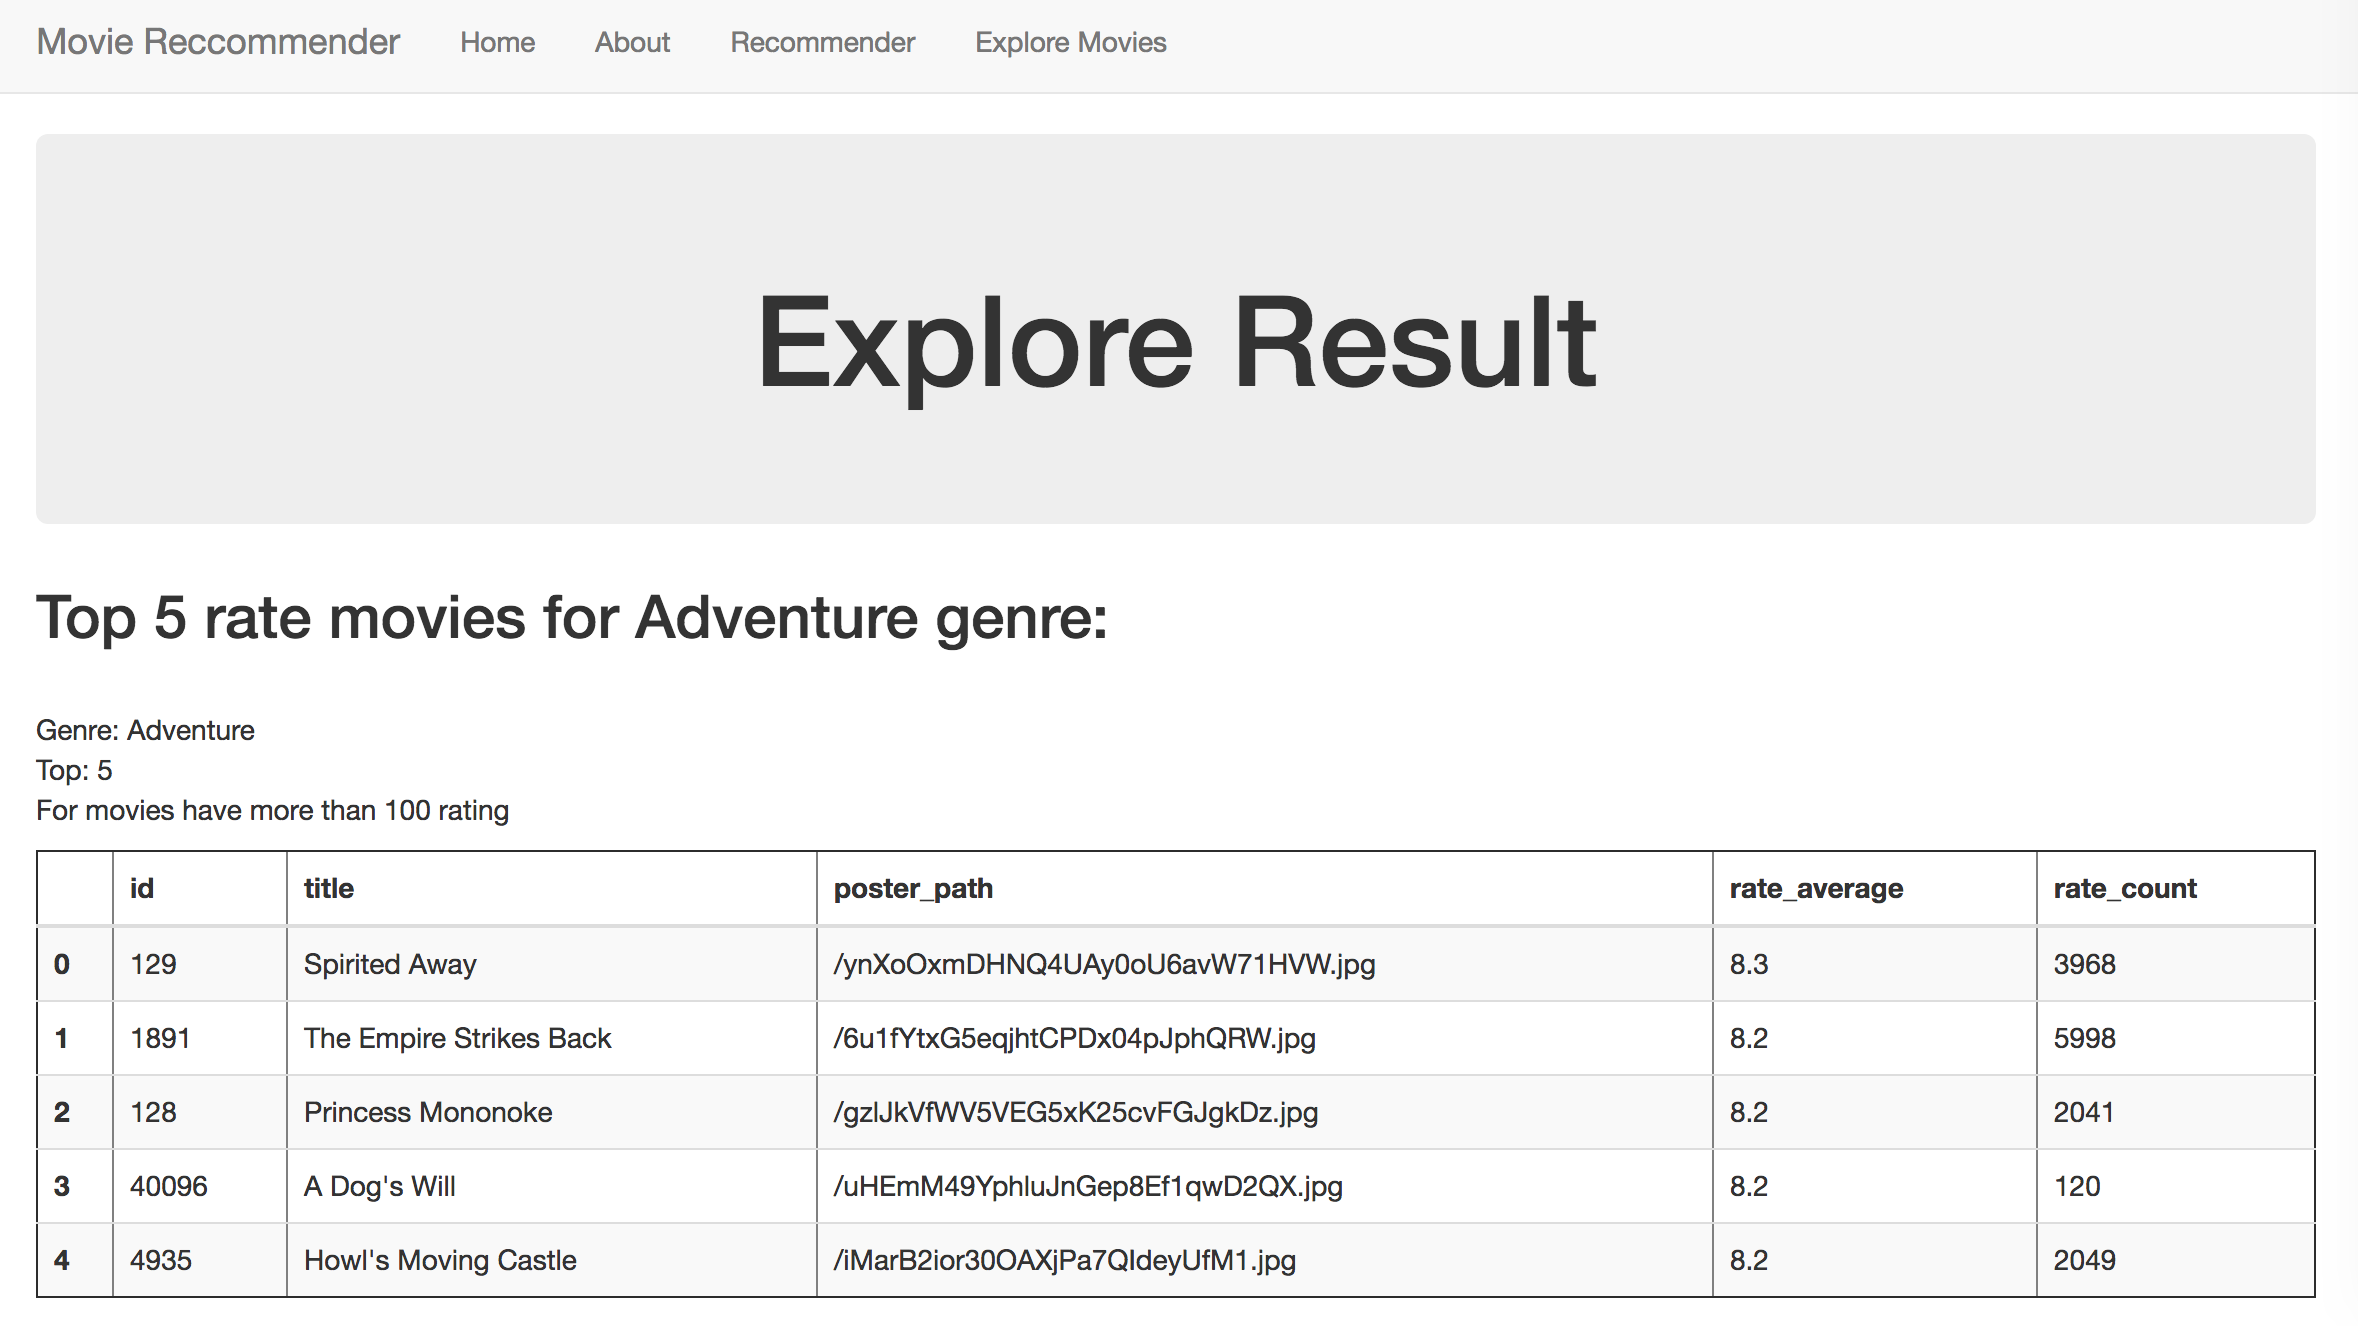 Movie Reccommender Home About Recommender Explore Movies
Explore Result
Top 5 rate movies for Adventure genre:
Genre: Adventure
Top: 5
For movies have more than 100 rating
id title poster_path rate_average rate_count
0 129 Spirited Away /ynXoOxmDHNQ4UAy0oU6avW71HVW.jpg 8.3 3968
1 1891 The Empire Strikes Back /6u1fYtxG5eqjhtCPDx04pJphQRW.jpg 8.2 5998
2 128 Princess Mononoke /gzlJkVfWV5VEG5xK25cvFGJgkDz.jpg 8.2 2041
3 40096 A Dog's Will /uHEmM49YphluJnGep8Ef1qwD2QX.jpg 8.2 120
4 4935 Howl's Moving Castle /iMarB2ior30OAXjPa7QIdeyUfM1.jpg 8.2 2049